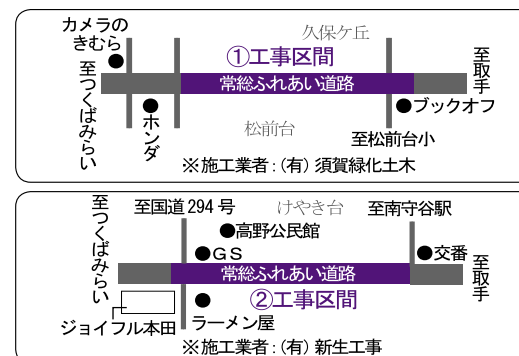 カメラの
きむら
久保ケ丘
①工事区間
至取手
至つくばみらい
常総ふれあい道路
ホンダ
松前台
ブックオフ
至松前台小
※施工業者：(有) 須賀緑化土木
至つくばみらい
至国道294号
けやき台
至南守谷駅
高野公民館
GS
交番
至取手
常総ふれあい道路
②工事区間
ジョイフル本田
ラーメン屋
※施工業者：(有) 新生工事